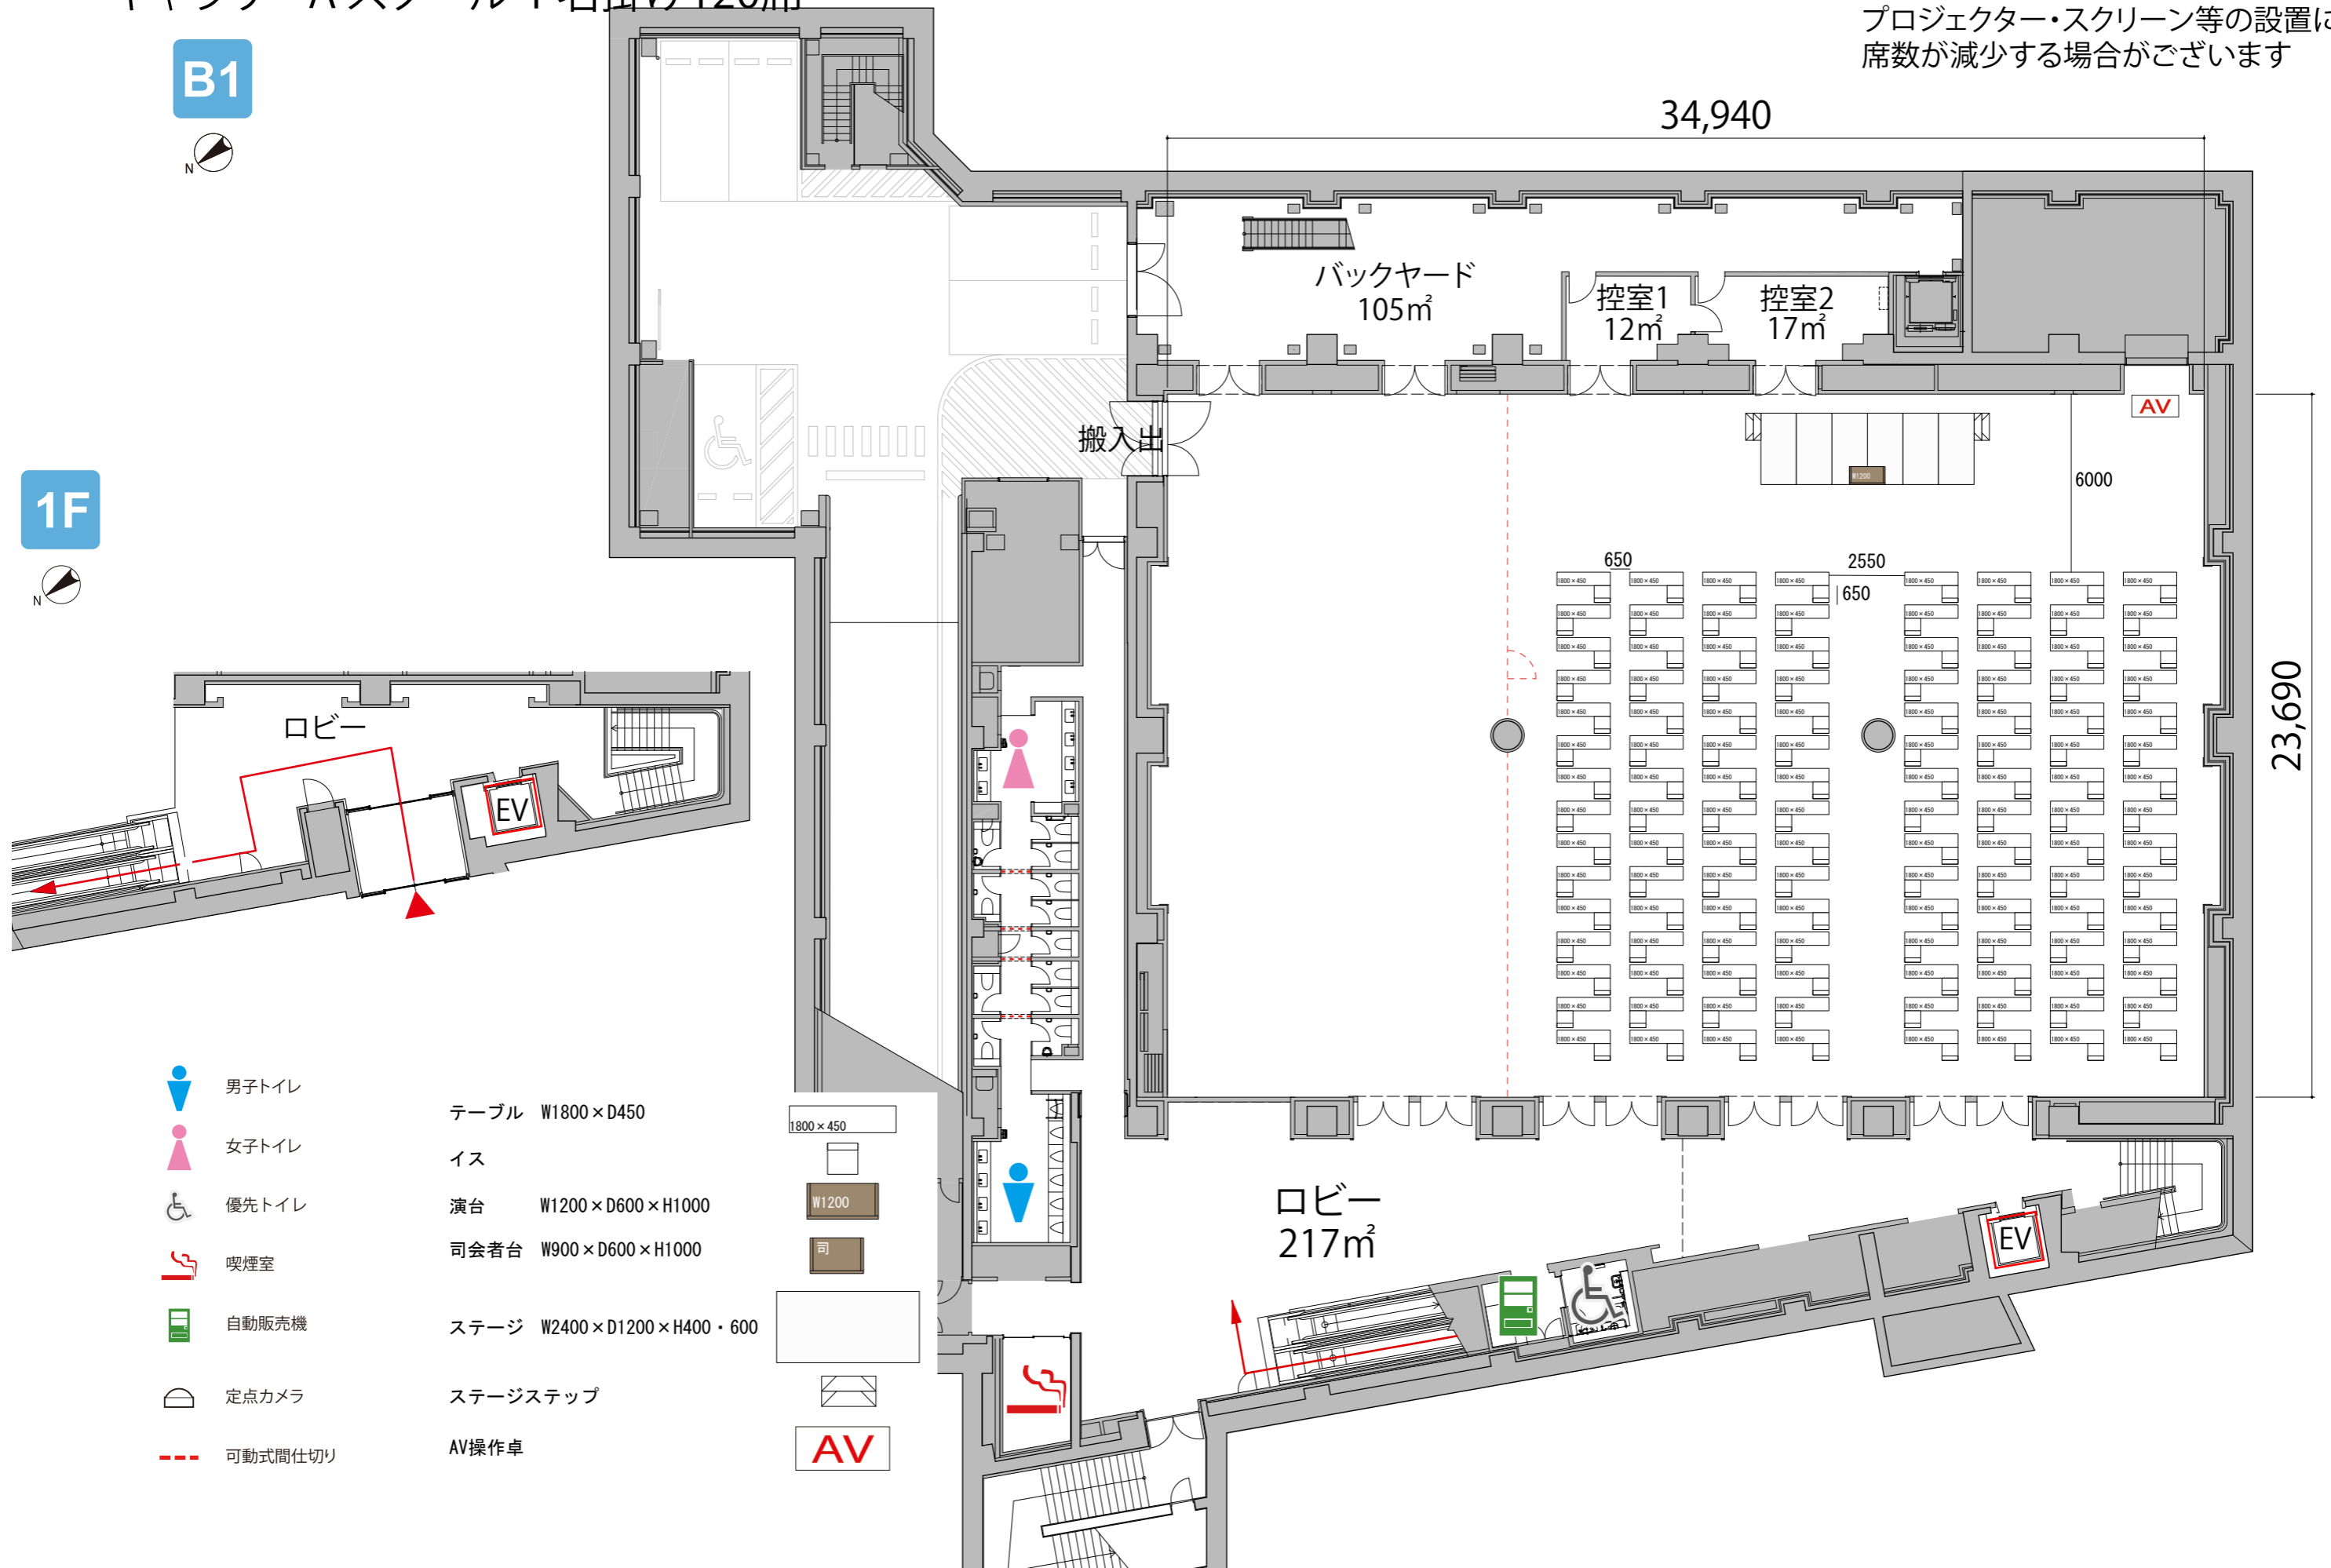 プロジェクター・スクリーン等の設置に
席数が減少する場合がございます
B1
N
34,940
バックヤード
105㎡
控室1
12㎡
控室2
17㎡
搬入出
AV
W1200
6000
1F
N
650
2550
650
1800×450
23,690
ロビー
EV
ロビー
217㎡
EV
男子トイレ
女子トイレ
優先トイレ
喫煙室
自動販売機
定点カメラ
可動式間仕切り
テーブル W1800×D450
1800×450
イス
演台 W1200×D600×H1000
W1200
司会者台 W900×D600×H1000
司
ステージ W2400×D1200×H400・600
ステージステップ
AV操作卓
AV